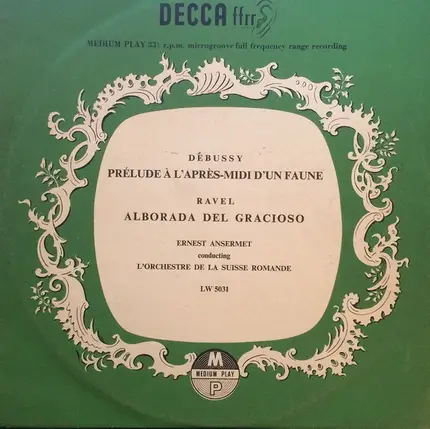 DECCA ffrr
MEDIUM PLAY 33⅓ r.p.m. microgroove full frequency range recording
DÉBUSSY
PRÉLUDE À L'APRÈS-MIDI D'UN FAUNE
RAVEL
ALBORADA DEL GRACIOSO
ERNEST ANSERMET
conducting
L'ORCHESTRE DE LA SUISSE ROMANDE
LW 5031
M
MEDIUM PLAY
P